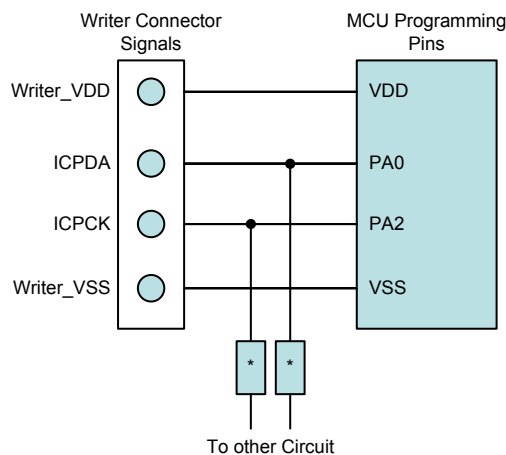 Writer Connector
Signals
MCU Programming
Pins
Writer_VDD
VDD
ICPDA
PA0
ICPCK
PA2
Writer_VSS
VSS
*
*
To other Circuit